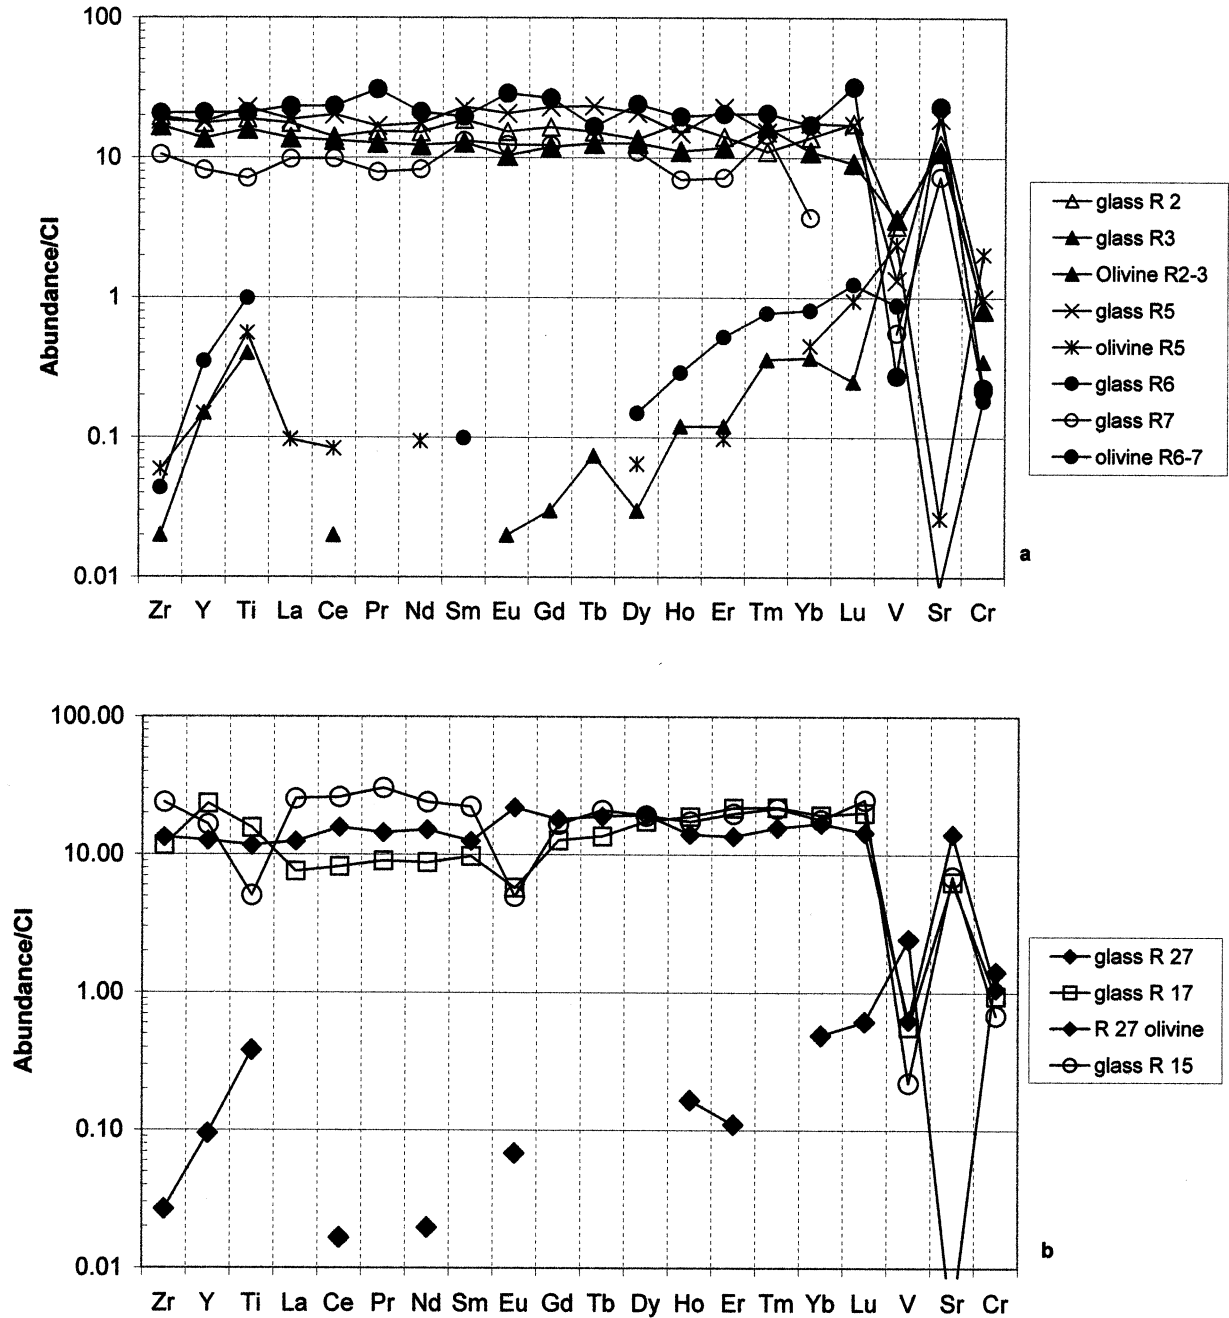 100
10
1
0.1
0.01
Abundance/CI
Zr Y Ti La Ce Pr Nd Sm Eu Gd Tb Dy Ho Er Tm Yb Lu V Sr Cr
glass R 2
glass R3
Olivine R2-3
glass R5
olivine R5
glass R6
glass R7
olivine R6-7
a
100.00
10.00
1.00
0.10
0.01
Abundance/CI
Zr Y Ti La Ce Pr Nd Sm Eu Gd Tb Dy Ho Er Tm Yb Lu V Sr Cr
glass R 27
glass R 17
R 27 olivine
glass R 15
b